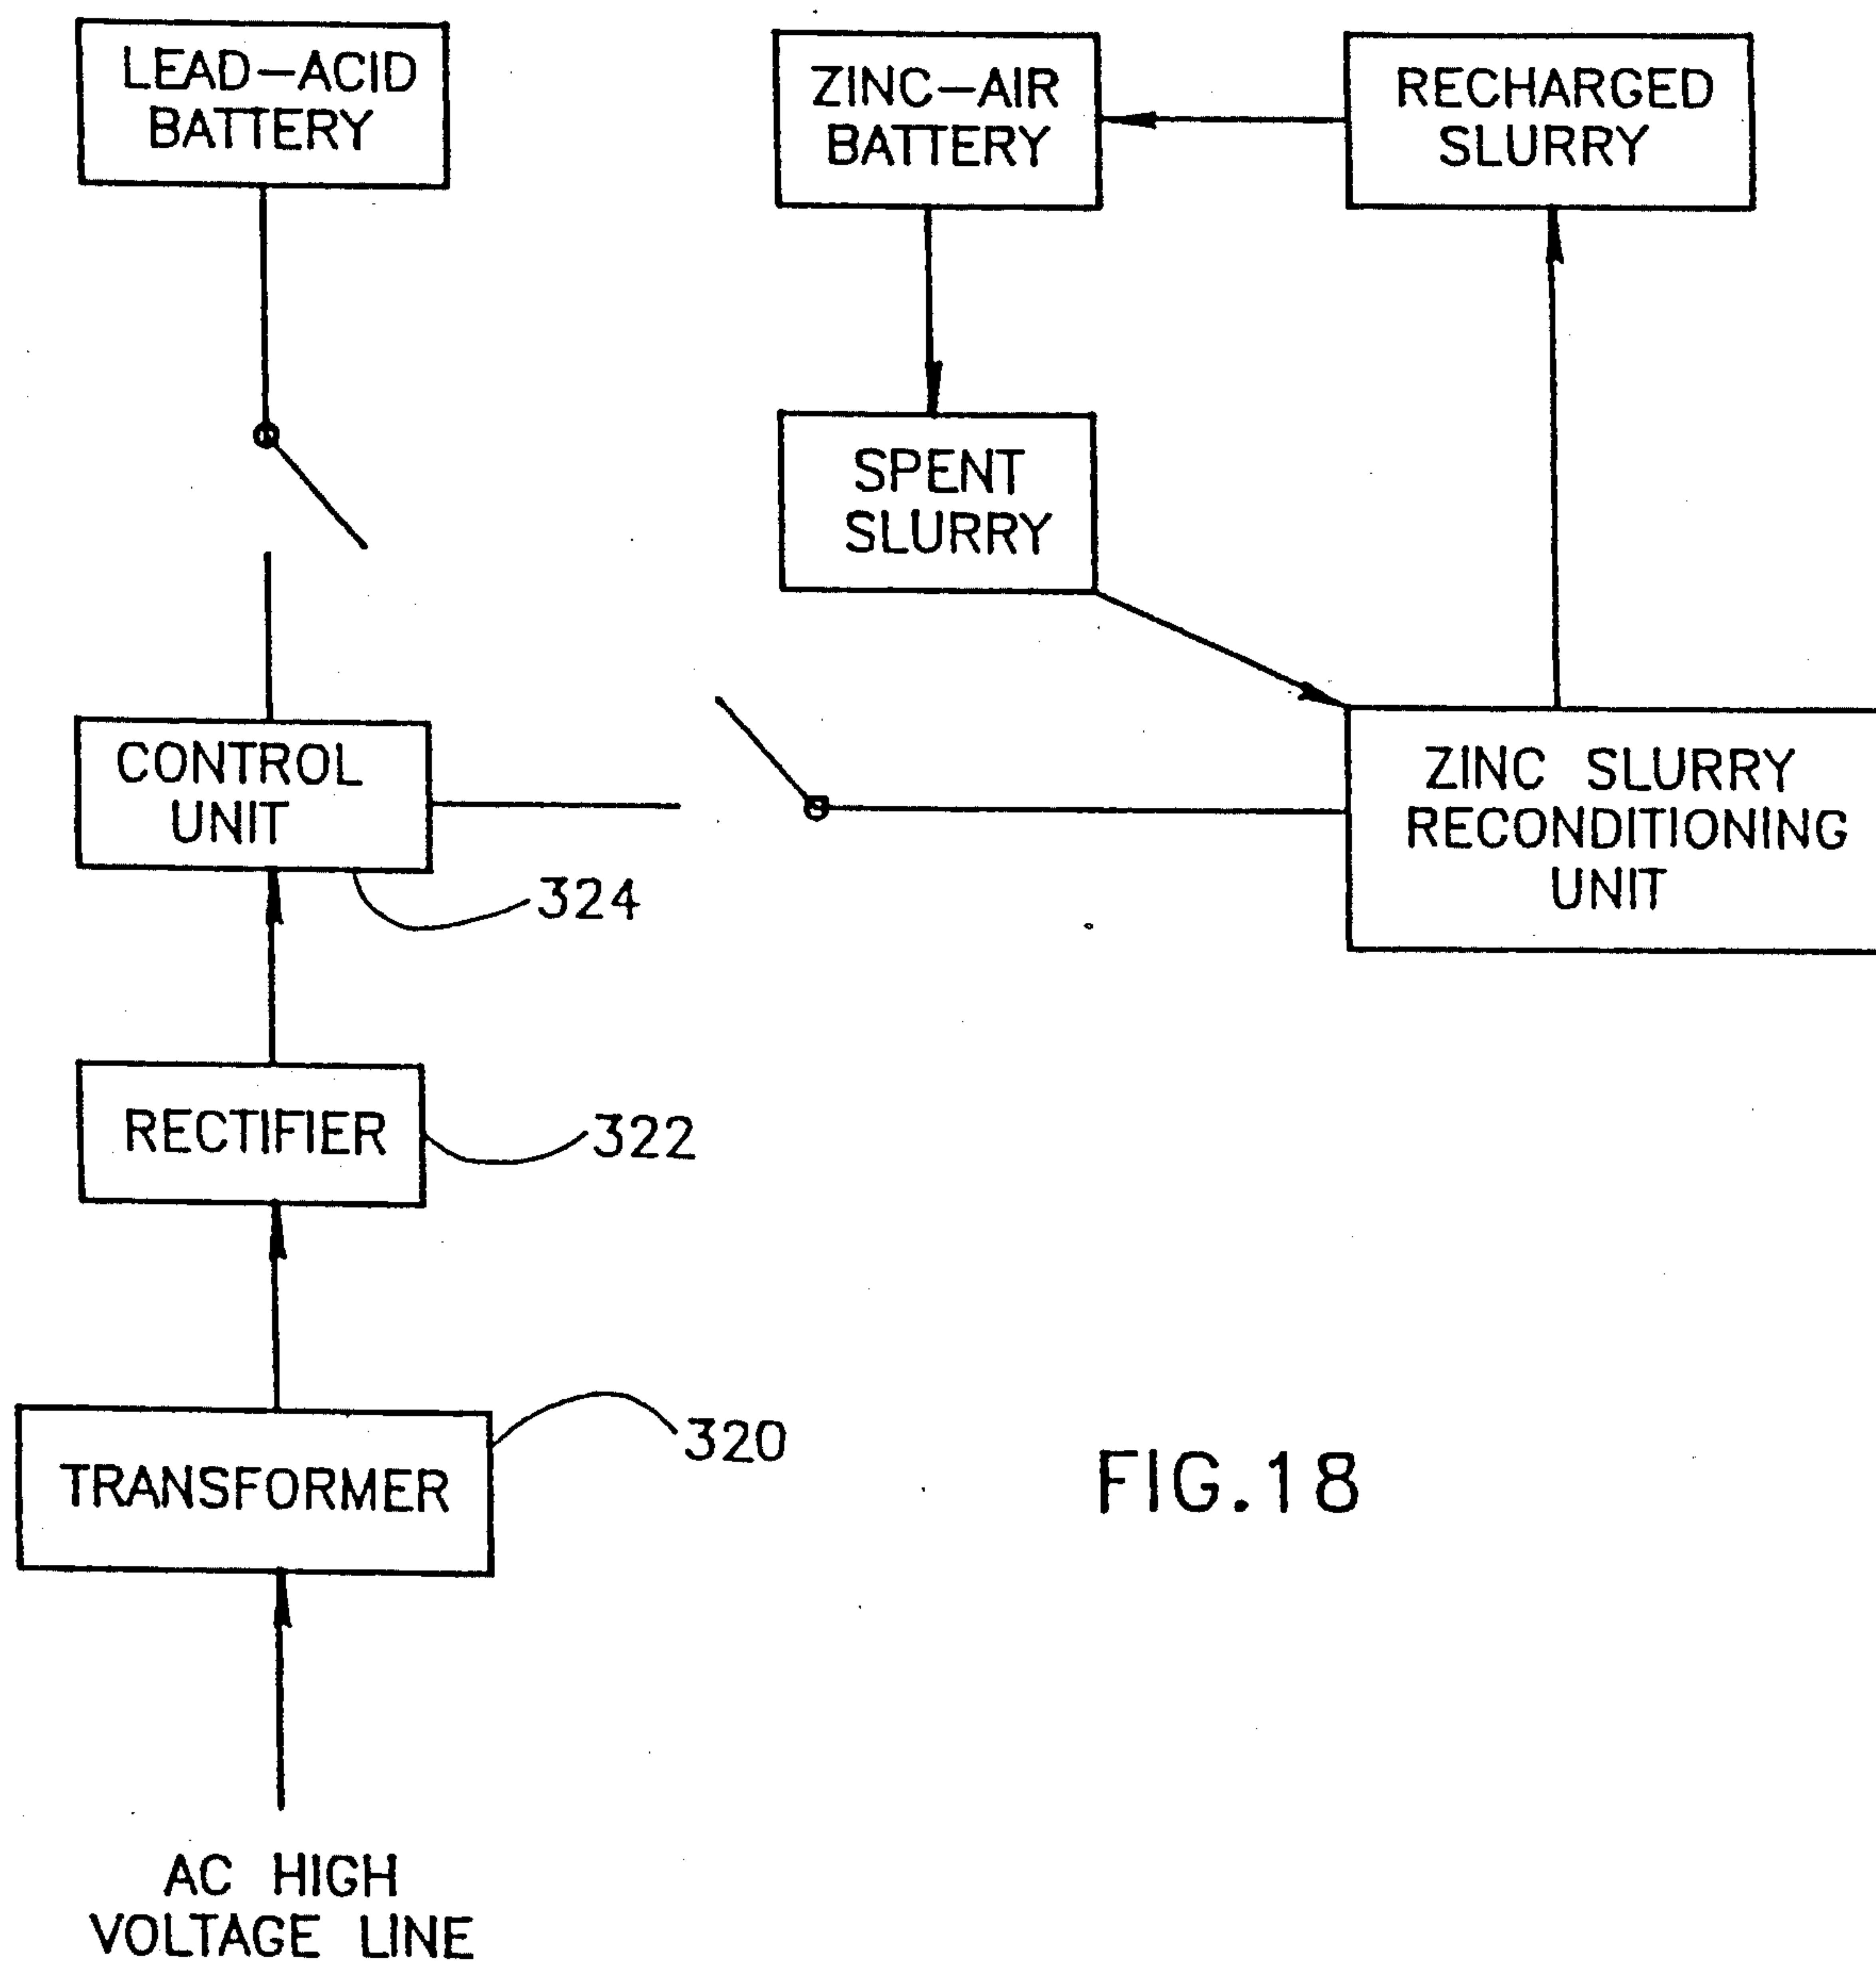 LEAD-ACID
BATTERY
ZINC-AIR
BATTERY
RECHARGED
SLURRY
SPENT
SLURRY
CONTROL
UNIT
324
ZINC SLURRY
RECONDITIONING
UNIT
RECTIFIER
322
TRANSFORMER
320
FIG.18
AC HIGH
VOLTAGE LINE